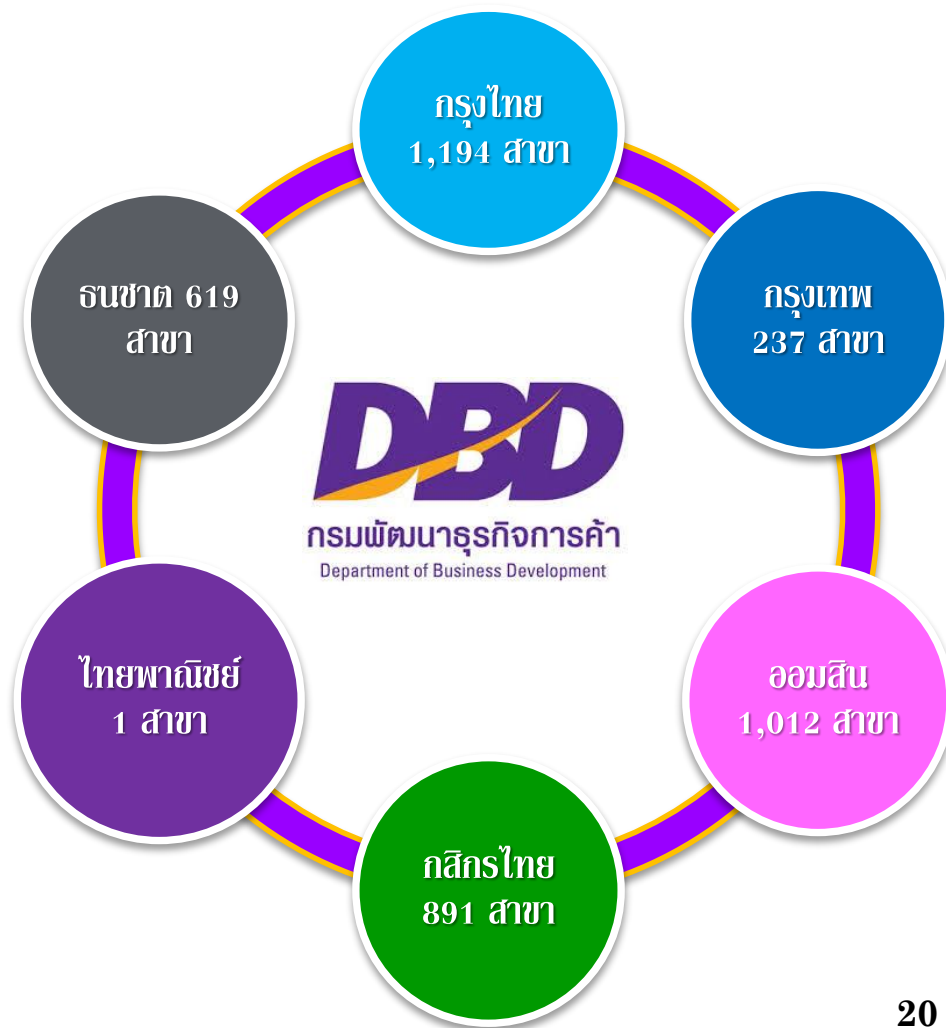 กรุงไทย
1,194 สาขา
กรุงเทพ
237 สาขา
ออมสิน
1,012 สาขา
กสิกรไทย
891 สาขา
ไทยพาณิชย์
1 สาขา
ธนชาต 619
สาขา
DBD
กรมพัฒนาธุรกิจการค้า
Department of Business Development
20